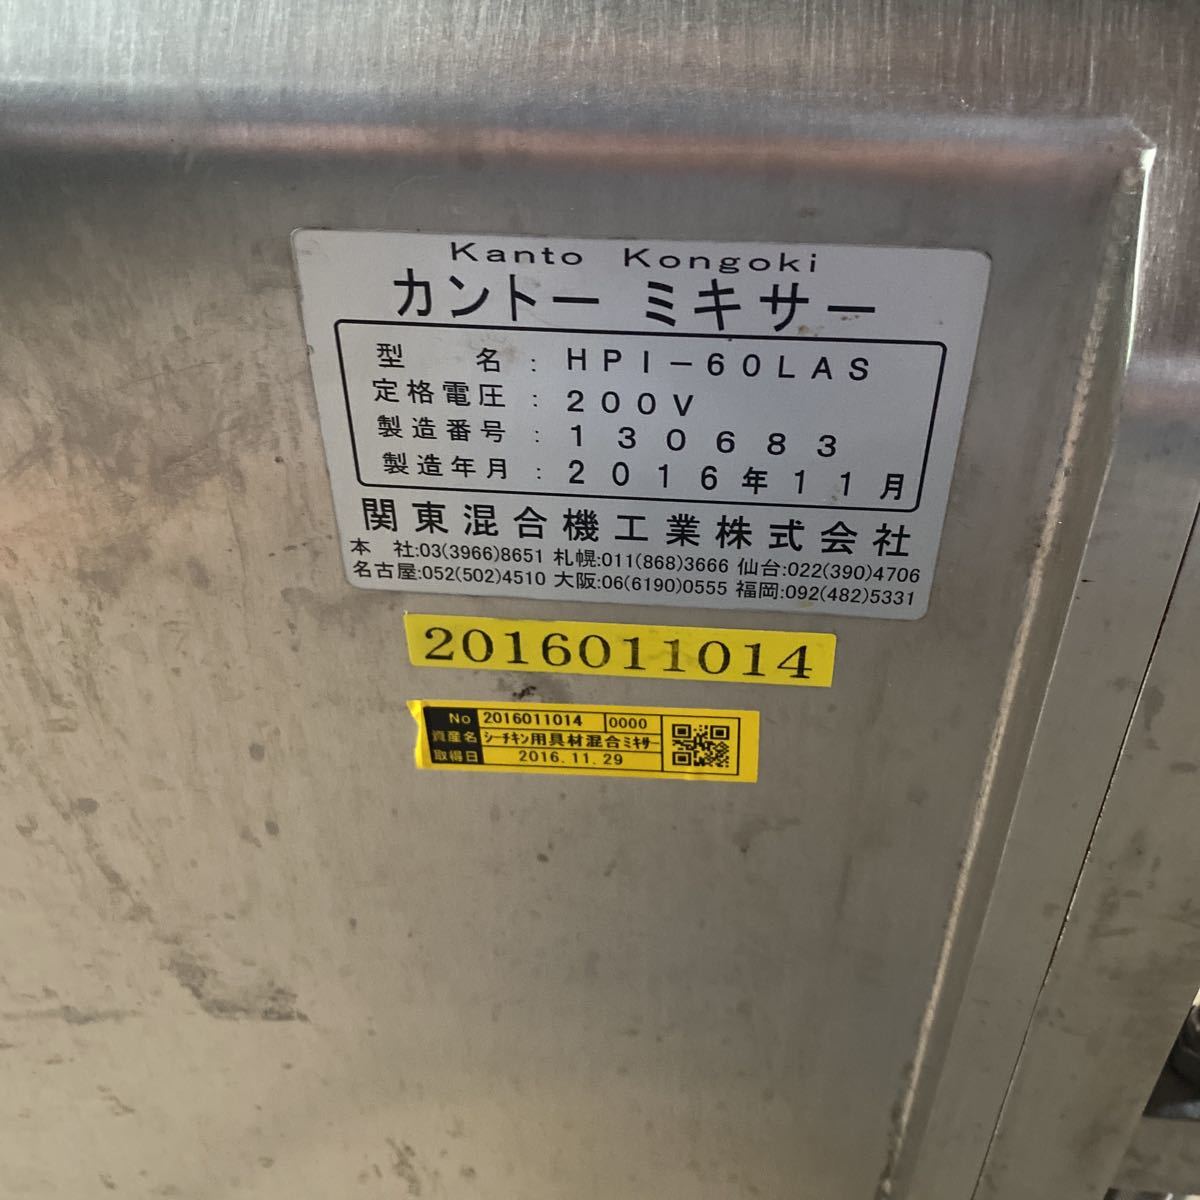 Kanto Kongoki
カントー ミキサー
型 名 : HPI-60LAS
定格電圧 : 200V
製造番号 : 130683
製造年月 : 2016年11月
関東混合機工業株式会社
本 社:03(3966)8651 札幌:011(868)3666 仙台:022(390)4706
名古屋:052(502)4510 大阪:06(6190)0555 福岡:092(482)5331
2016011014
No 2016011014 0000
資産名 シーチキン用具材混合ミキサー
取得日 2016.11.29